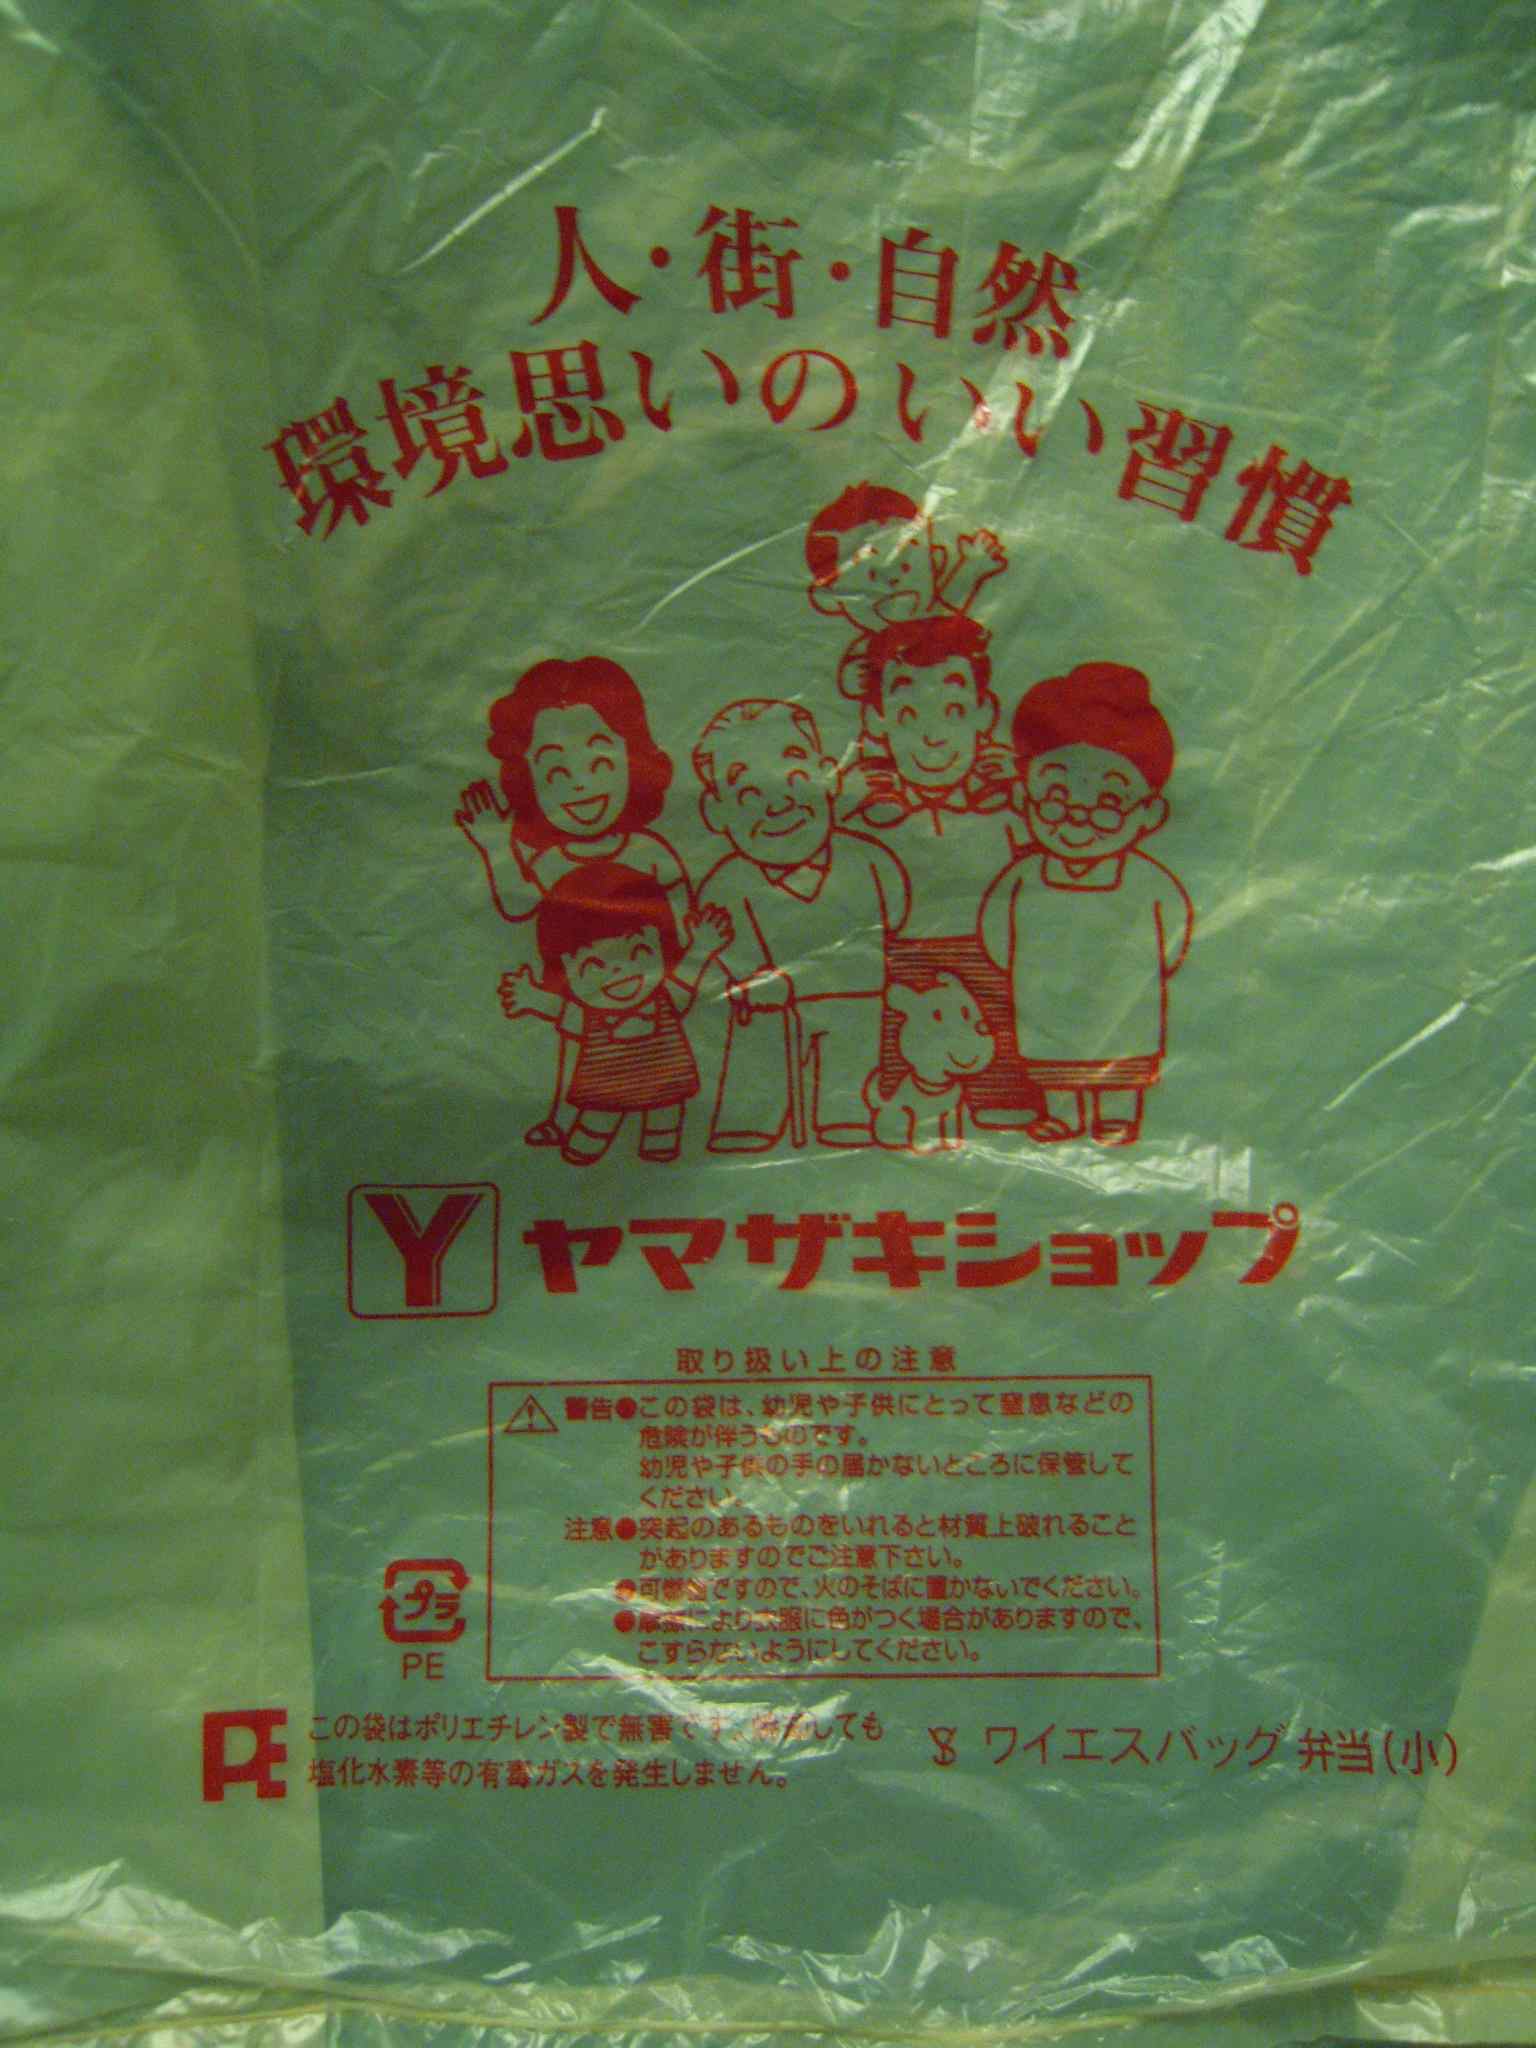 人・街・自然
環境思いのいい習慣
Y ヤマザキショップ
取り扱い上の注意
警告●この袋は、幼児や子供にとって窒息などの
危険が伴うものです。
幼児や子供の手の届かないところに保管して
ください。
注意●突起のあるものをいれると材質上破れること
がありますのでご注意下さい。
●可燃性ですので、火のそばに置かないでください。
●摩擦により衣服に色がつく場合がありますので、
こすらないようにしてください。
プラ
PE
PE
この袋はポリエチレン製で無害です。焼却しても
塩化水素等の有毒ガスを発生しません。
YS ワイエスバッグ 弁当(小)